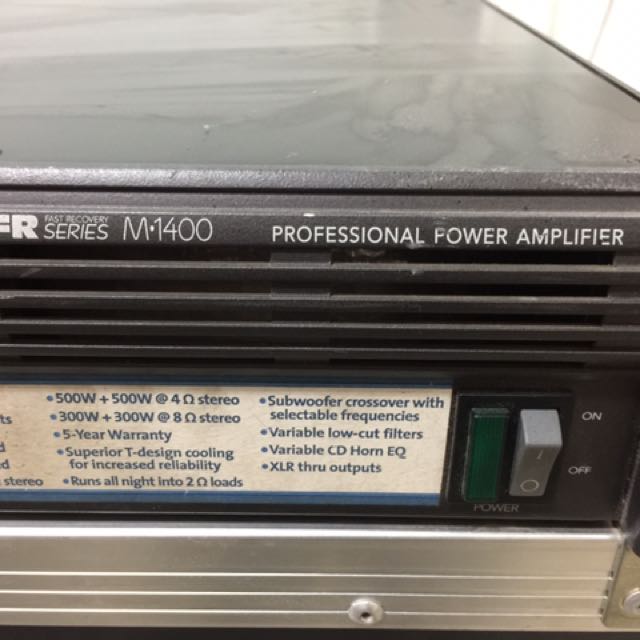 FR FAST RECOVERY SERIES M•1400 PROFESSIONAL POWER AMPLIFIER
•500W + 500W @ 4 Ω stereo
•300W + 300W @ 8 Ω stereo
•5-Year Warranty
•Superior T-design cooling
for increased reliability
•Runs all night into 2 Ω loads
stereo
•Subwoofer crossover with
selectable frequencies
•Variable low-cut filters
•Variable CD Horn EQ
•XLR thru outputs
ON
OFF
POWER